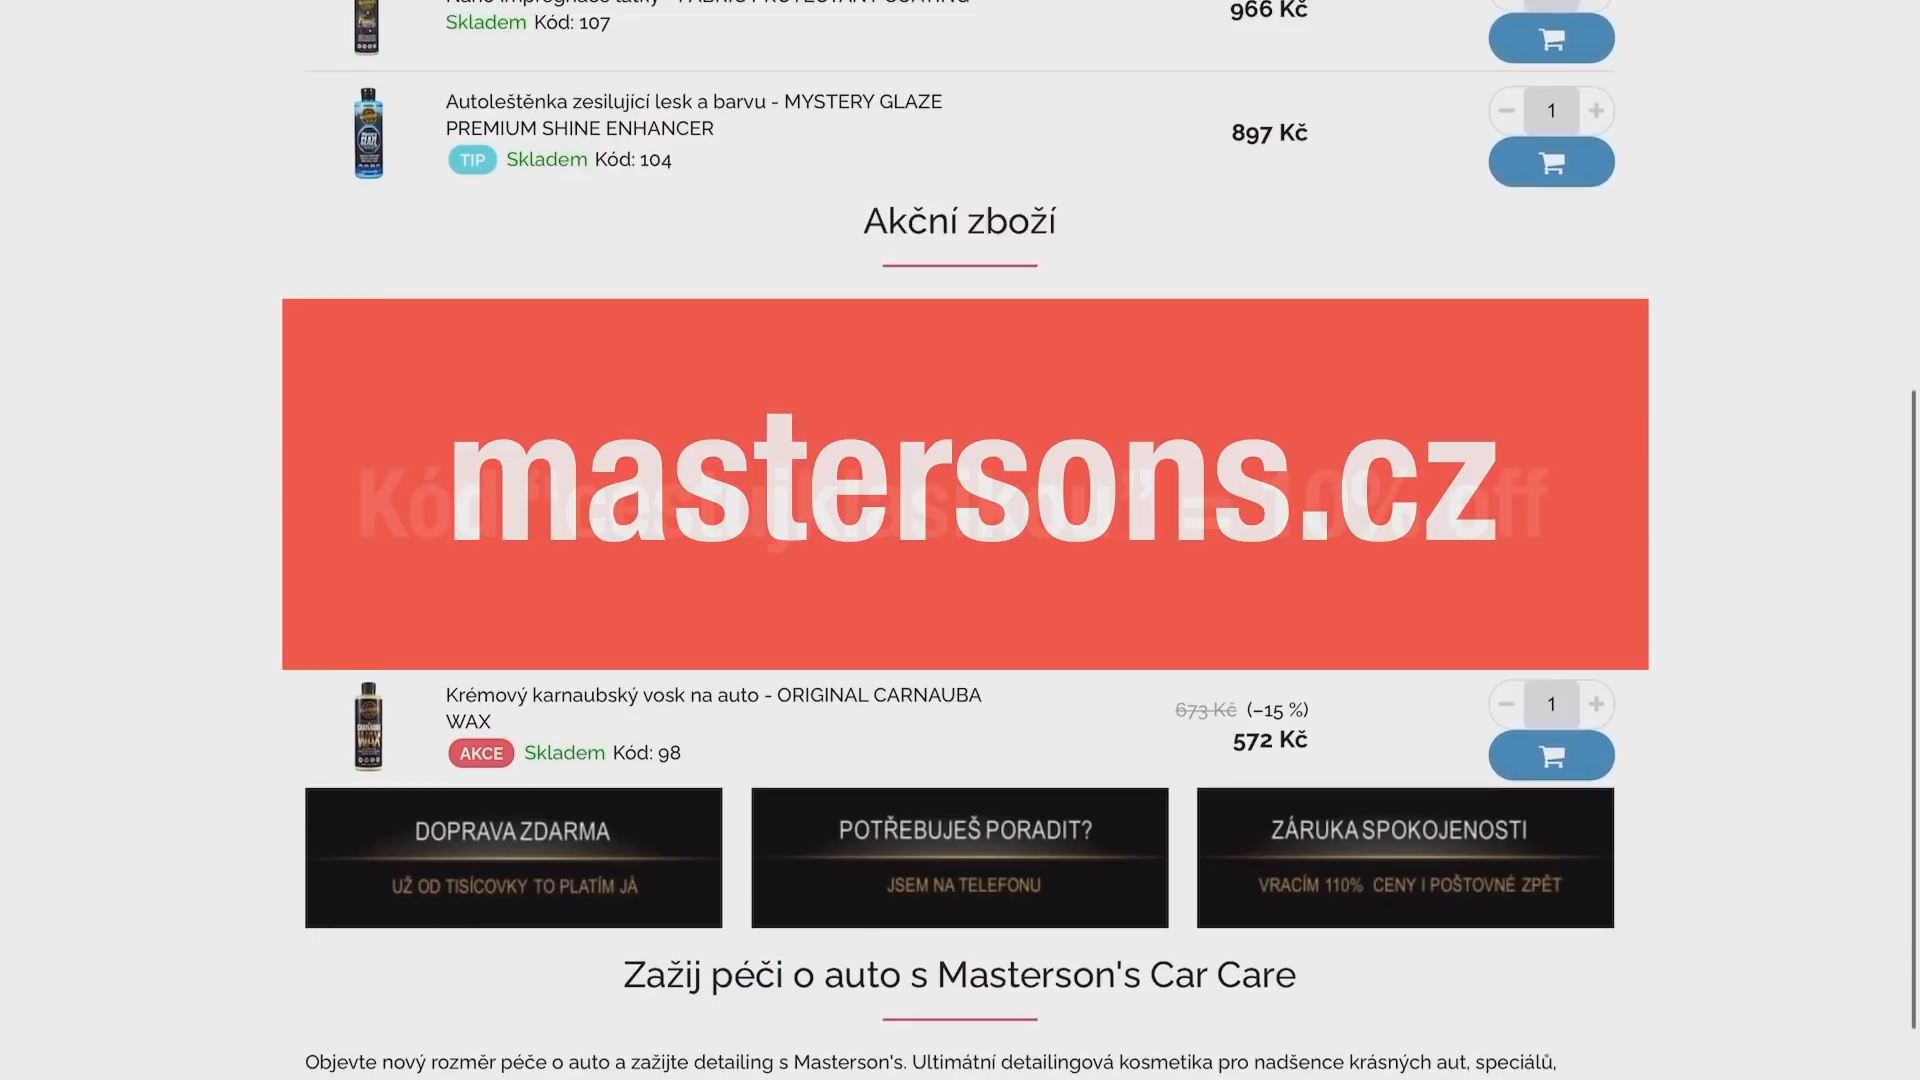 Skladem Kód: 107
966 Kč
Autoleštěnka zesilující lesk a barvu - MYSTERY GLAZE
PREMIUM SHINE ENHANCER
TIP Skladem Kód: 104
897 Kč
1
Akční zboží
mastersons.cz
Krémový karnaubský vosk na auto - ORIGINAL CARNAUBA
WAX
AKCE Skladem Kód: 98
673 Kč (–15 %)
572 Kč
1
DOPRAVA ZDARMA
UŽ OD TISÍCOVKY TO PLATÍM JÁ
POTŘEBUJEŠ PORADIT?
JSEM NA TELEFONU
ZÁRUKA SPOKOJENOSTI
VRACÍM 110% CENY I POŠTOVNÉ ZPĚT
Zažij péči o auto s Masterson's Car Care
Objevte nový rozměr péče o auto a zažijte detailing s Masterson's. Ultimátní detailingová kosmetika pro nadšence krásných aut, speciálů,